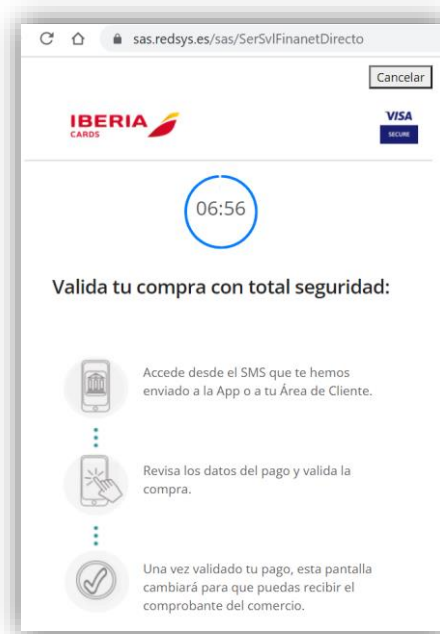 sas.redsys.es/sas/SerSvlFinanetDirecto
Cancelar
IBERIA
CARDS
VISA
SECURE
06:56
Valida tu compra con total seguridad:
Accede desde el SMS que te hemos
enviado a la App o a tu Área de Cliente.
Revisa los datos del pago y valida la
compra.
Una vez validado tu pago, esta pantalla
cambiará para que puedas recibir el
comprobante del comercio.